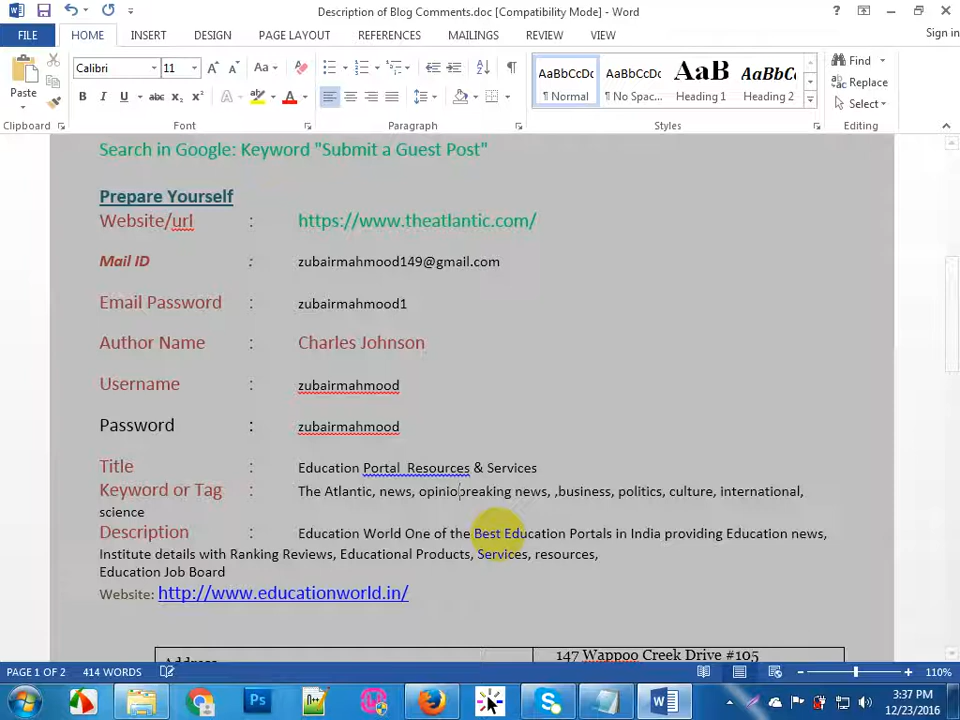 Description of Blog Comments.doc [Compatibility Mode] - Word
Sign in
FILE HOME INSERT DESIGN PAGE LAYOUT REFERENCES MAILINGS REVIEW VIEW
Paste
Calibri 11
Aa
B I U abc x₂ x² A A
AaBbCcDc AaBbCcDc AaB AaBbC
¶ Normal ¶ No Spac... Heading 1 Heading 2
Find
Replace
Select
Clipboard Font Paragraph Styles Editing
Search in Google: Keyword "Submit a Guest Post"
Prepare Yourself
Website/url : https://www.theatlantic.com/
Mail ID : zubairmahmood149@gmail.com
Email Password : zubairmahmood1
Author Name : Charles Johnson
Username : zubairmahmood
Password : zubairmahmood
Title : Education Portal Resources & Services
Keyword or Tag : The Atlantic, news, opiniobreaking news, ,business, politics, culture, international,
science
Description : Education World One of the Best Education Portals in India providing Education news,
Institute details with Ranking Reviews, Educational Products, Services, resources,
Education Job Board
Website: http://www.educationworld.in/
Address 147 Wappoo Creek Drive #105
PAGE 1 OF 2 414 WORDS 110%
Ps
3:37 PM
12/23/2016